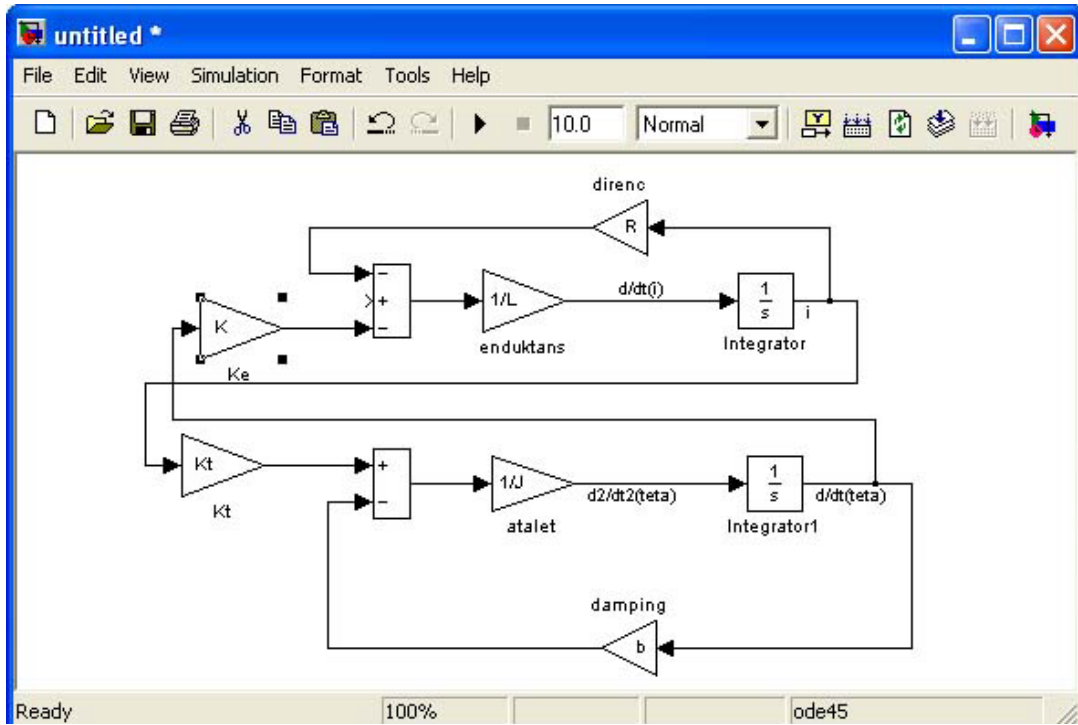 untitled *
File Edit View Simulation Format Tools Help
10.0 Normal
direnc
R
−
+
−
1/L
d/dt(i)
1
s
i
enduktans
Integrator
K
Ke
Kt
Kt
+
−
1/J
d2/dt2(teta)
1
s
d/dt(teta)
atalet
Integrator1
damping
b
Ready 100% ode45